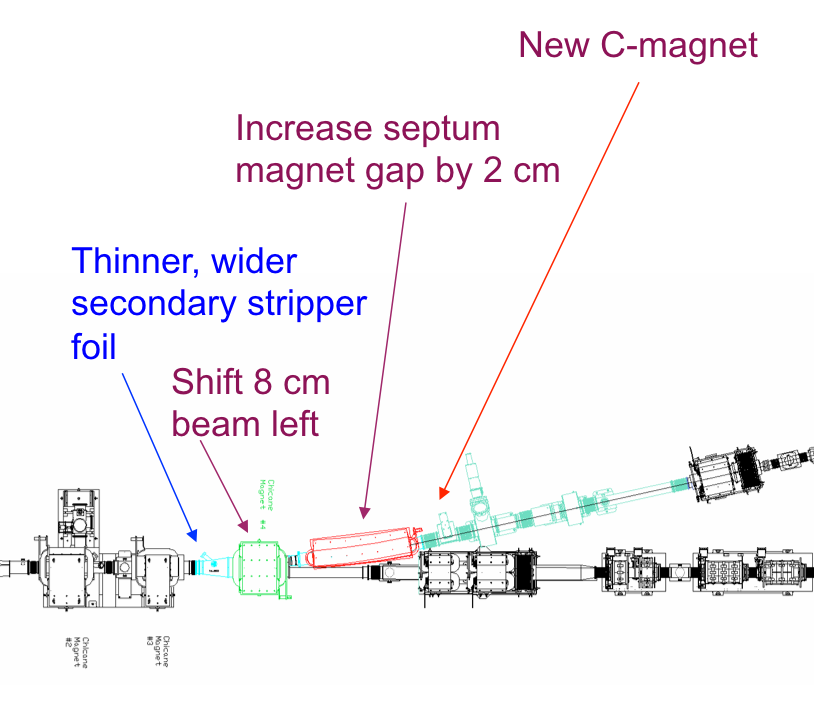 New C-magnet
Increase septum
magnet gap by 2 cm
Thinner, wider
secondary stripper
foil
Shift 8 cm
beam left
Chicane
Magnet #4
Chicane
Magnet
#2
Chicane
Magnet
#3